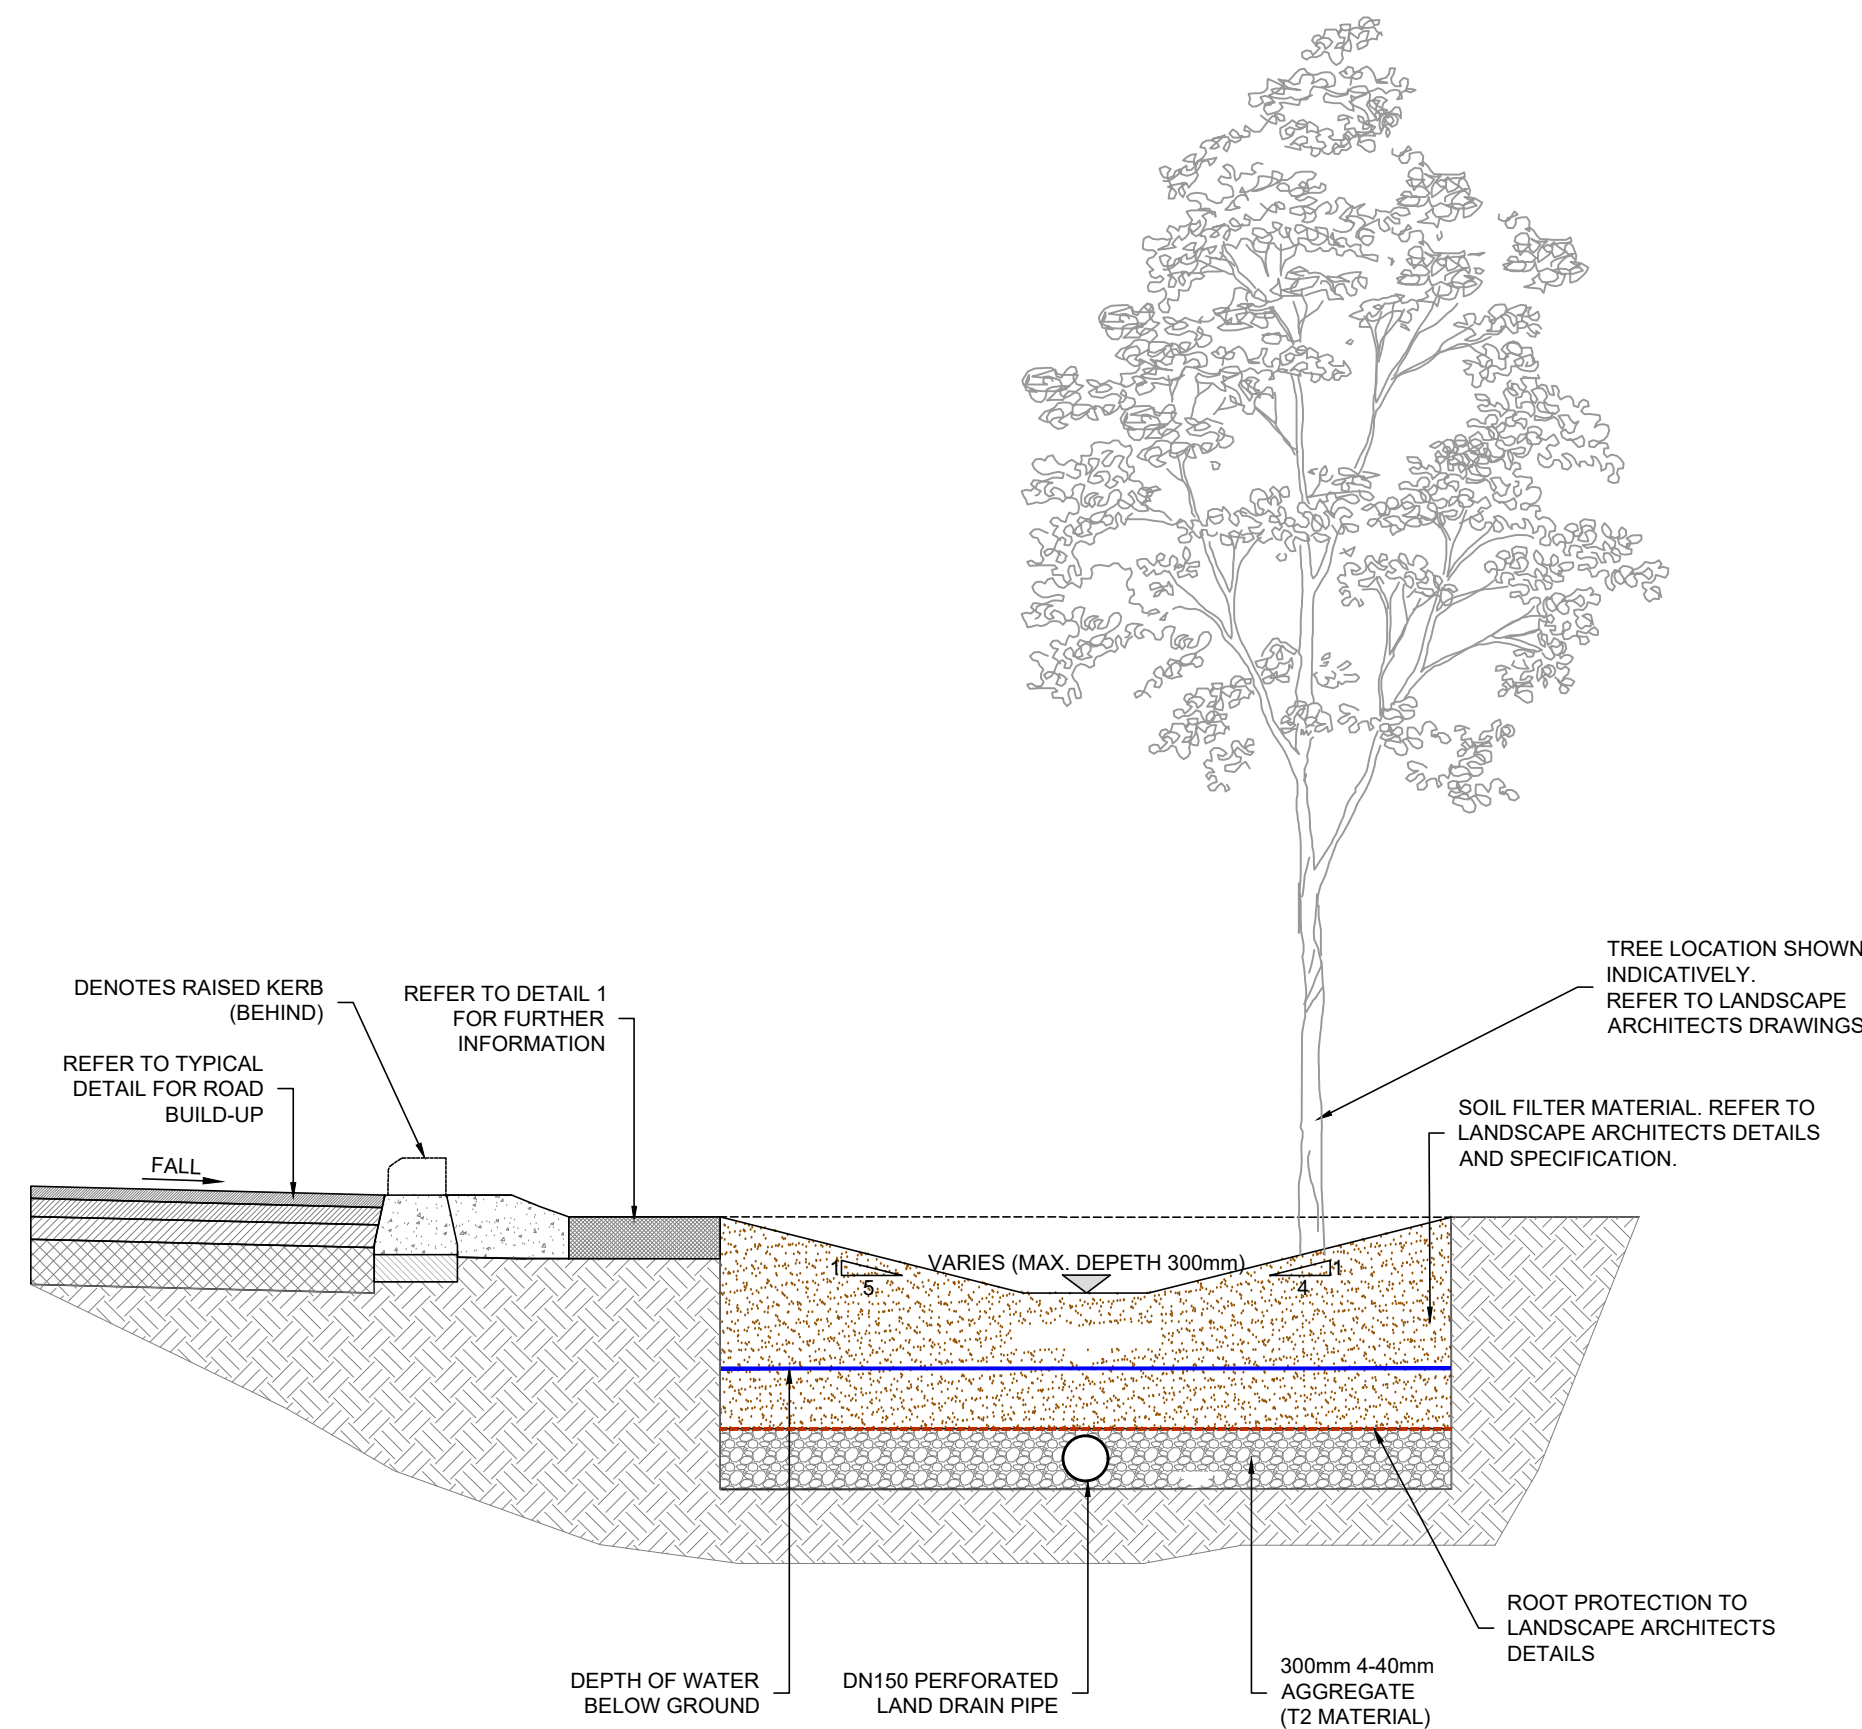 TREE LOCATION SHOWN
INDICATIVELY.
REFER TO LANDSCAPE
ARCHITECTS DRAWINGS
DENOTES RAISED KERB
(BEHIND)
REFER TO DETAIL 1
FOR FURTHER
INFORMATION
REFER TO TYPICAL
DETAIL FOR ROAD
BUILD-UP
SOIL FILTER MATERIAL. REFER TO
LANDSCAPE ARCHITECTS DETAILS
AND SPECIFICATION.
FALL
VARIES (MAX. DEPETH 300mm)
1
5
1
4
ROOT PROTECTION TO
LANDSCAPE ARCHITECTS
DETAILS
DEPTH OF WATER
BELOW GROUND
DN150 PERFORATED
LAND DRAIN PIPE
300mm 4-40mm
AGGREGATE
(T2 MATERIAL)